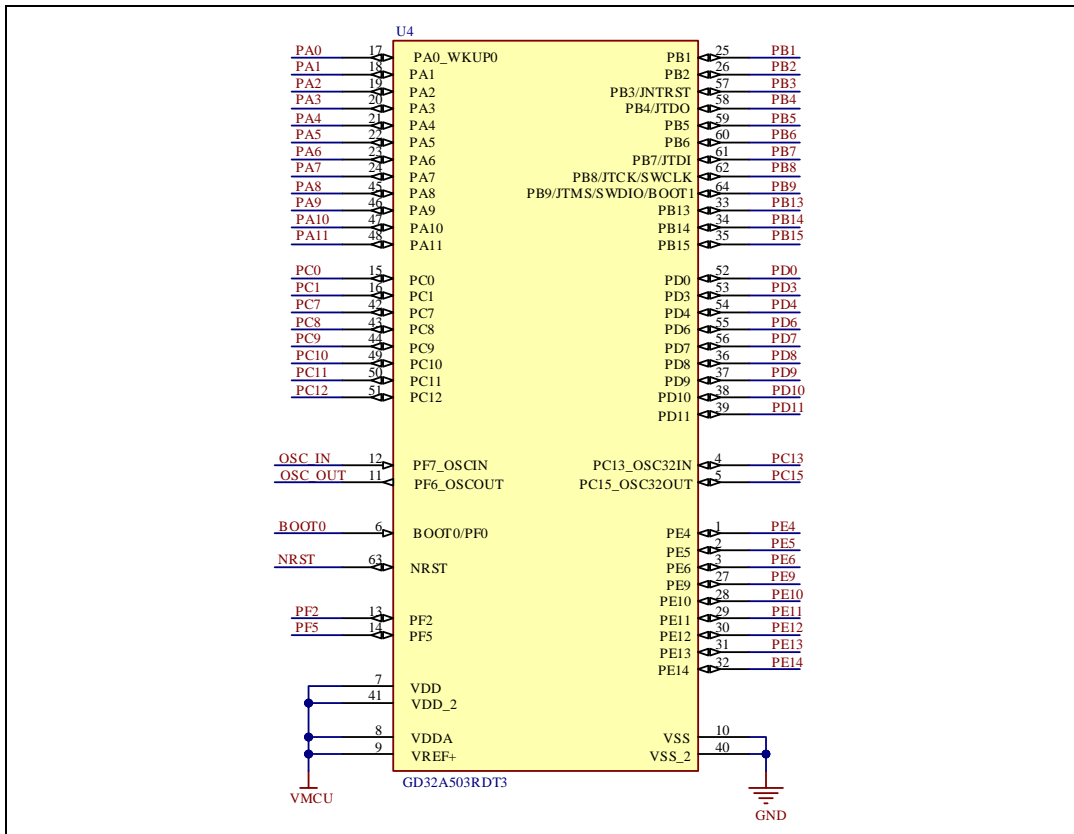 U4
PA0 17 PA0_WKUP0 PB1 25 PB1
PA1 18 PA1 PB2 26 PB2
PA2 19 PA2 PB3/JNTRST 57 PB3
PA3 20 PA3 PB4/JTDO 58 PB4
PA4 21 PA4 PB5 59 PB5
PA5 22 PA5 PB6 60 PB6
PA6 23 PA6 PB7/JTDI 61 PB7
PA7 24 PA7 PB8/JTCK/SWCLK 62 PB8
PA8 45 PA8 PB9/JTMS/SWDIO/BOOT1 64 PB9
PA9 46 PA9 PB13 33 PB13
PA10 47 PA10 PB14 34 PB14
PA11 48 PA11 PB15 35 PB15
PC0 15 PC0 PD0 52 PD0
PC1 16 PC1 PD3 53 PD3
PC7 42 PC7 PD4 54 PD4
PC8 43 PC8 PD6 55 PD6
PC9 44 PC9 PD7 56 PD7
PC10 49 PC10 PD8 36 PD8
PC11 50 PC11 PD9 37 PD9
PC12 51 PC12 PD10 38 PD10
PD11 39 PD11
OSC_IN 12 PF7_OSCIN PC13_OSC32IN 4 PC13
OSC_OUT 11 PF6_OSCOUT PC15_OSC32OUT 5 PC15
BOOT0 6 BOOT0/PF0 PE4 1 PE4
PE5 2 PE5
NRST 63 NRST PE6 3 PE6
PE9 27 PE9
PE10 28 PE10
PF2 13 PF2 PE11 29 PE11
PF5 14 PF5 PE12 30 PE12
PE13 31 PE13
PE14 32 PE14
7 VDD
41 VDD_2
8 VDDA VSS 10
9 VREF+ VSS_2 40
GD32A503RDT3
VMCU
GND